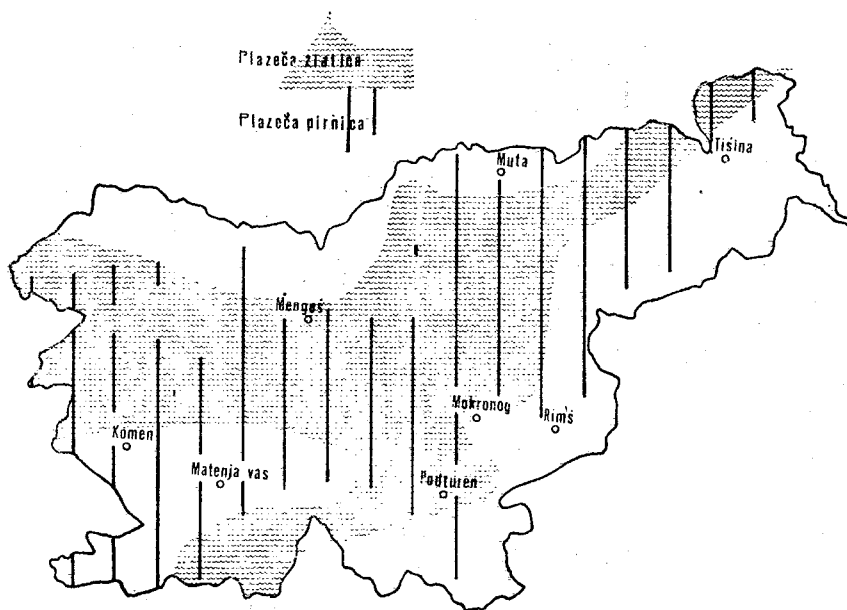 Plazeča zlatica
Plazeča pirnica
Tišina
Muta
Mengeš
Mokronog
Rimš
Komen
Matenja vas
Podturen